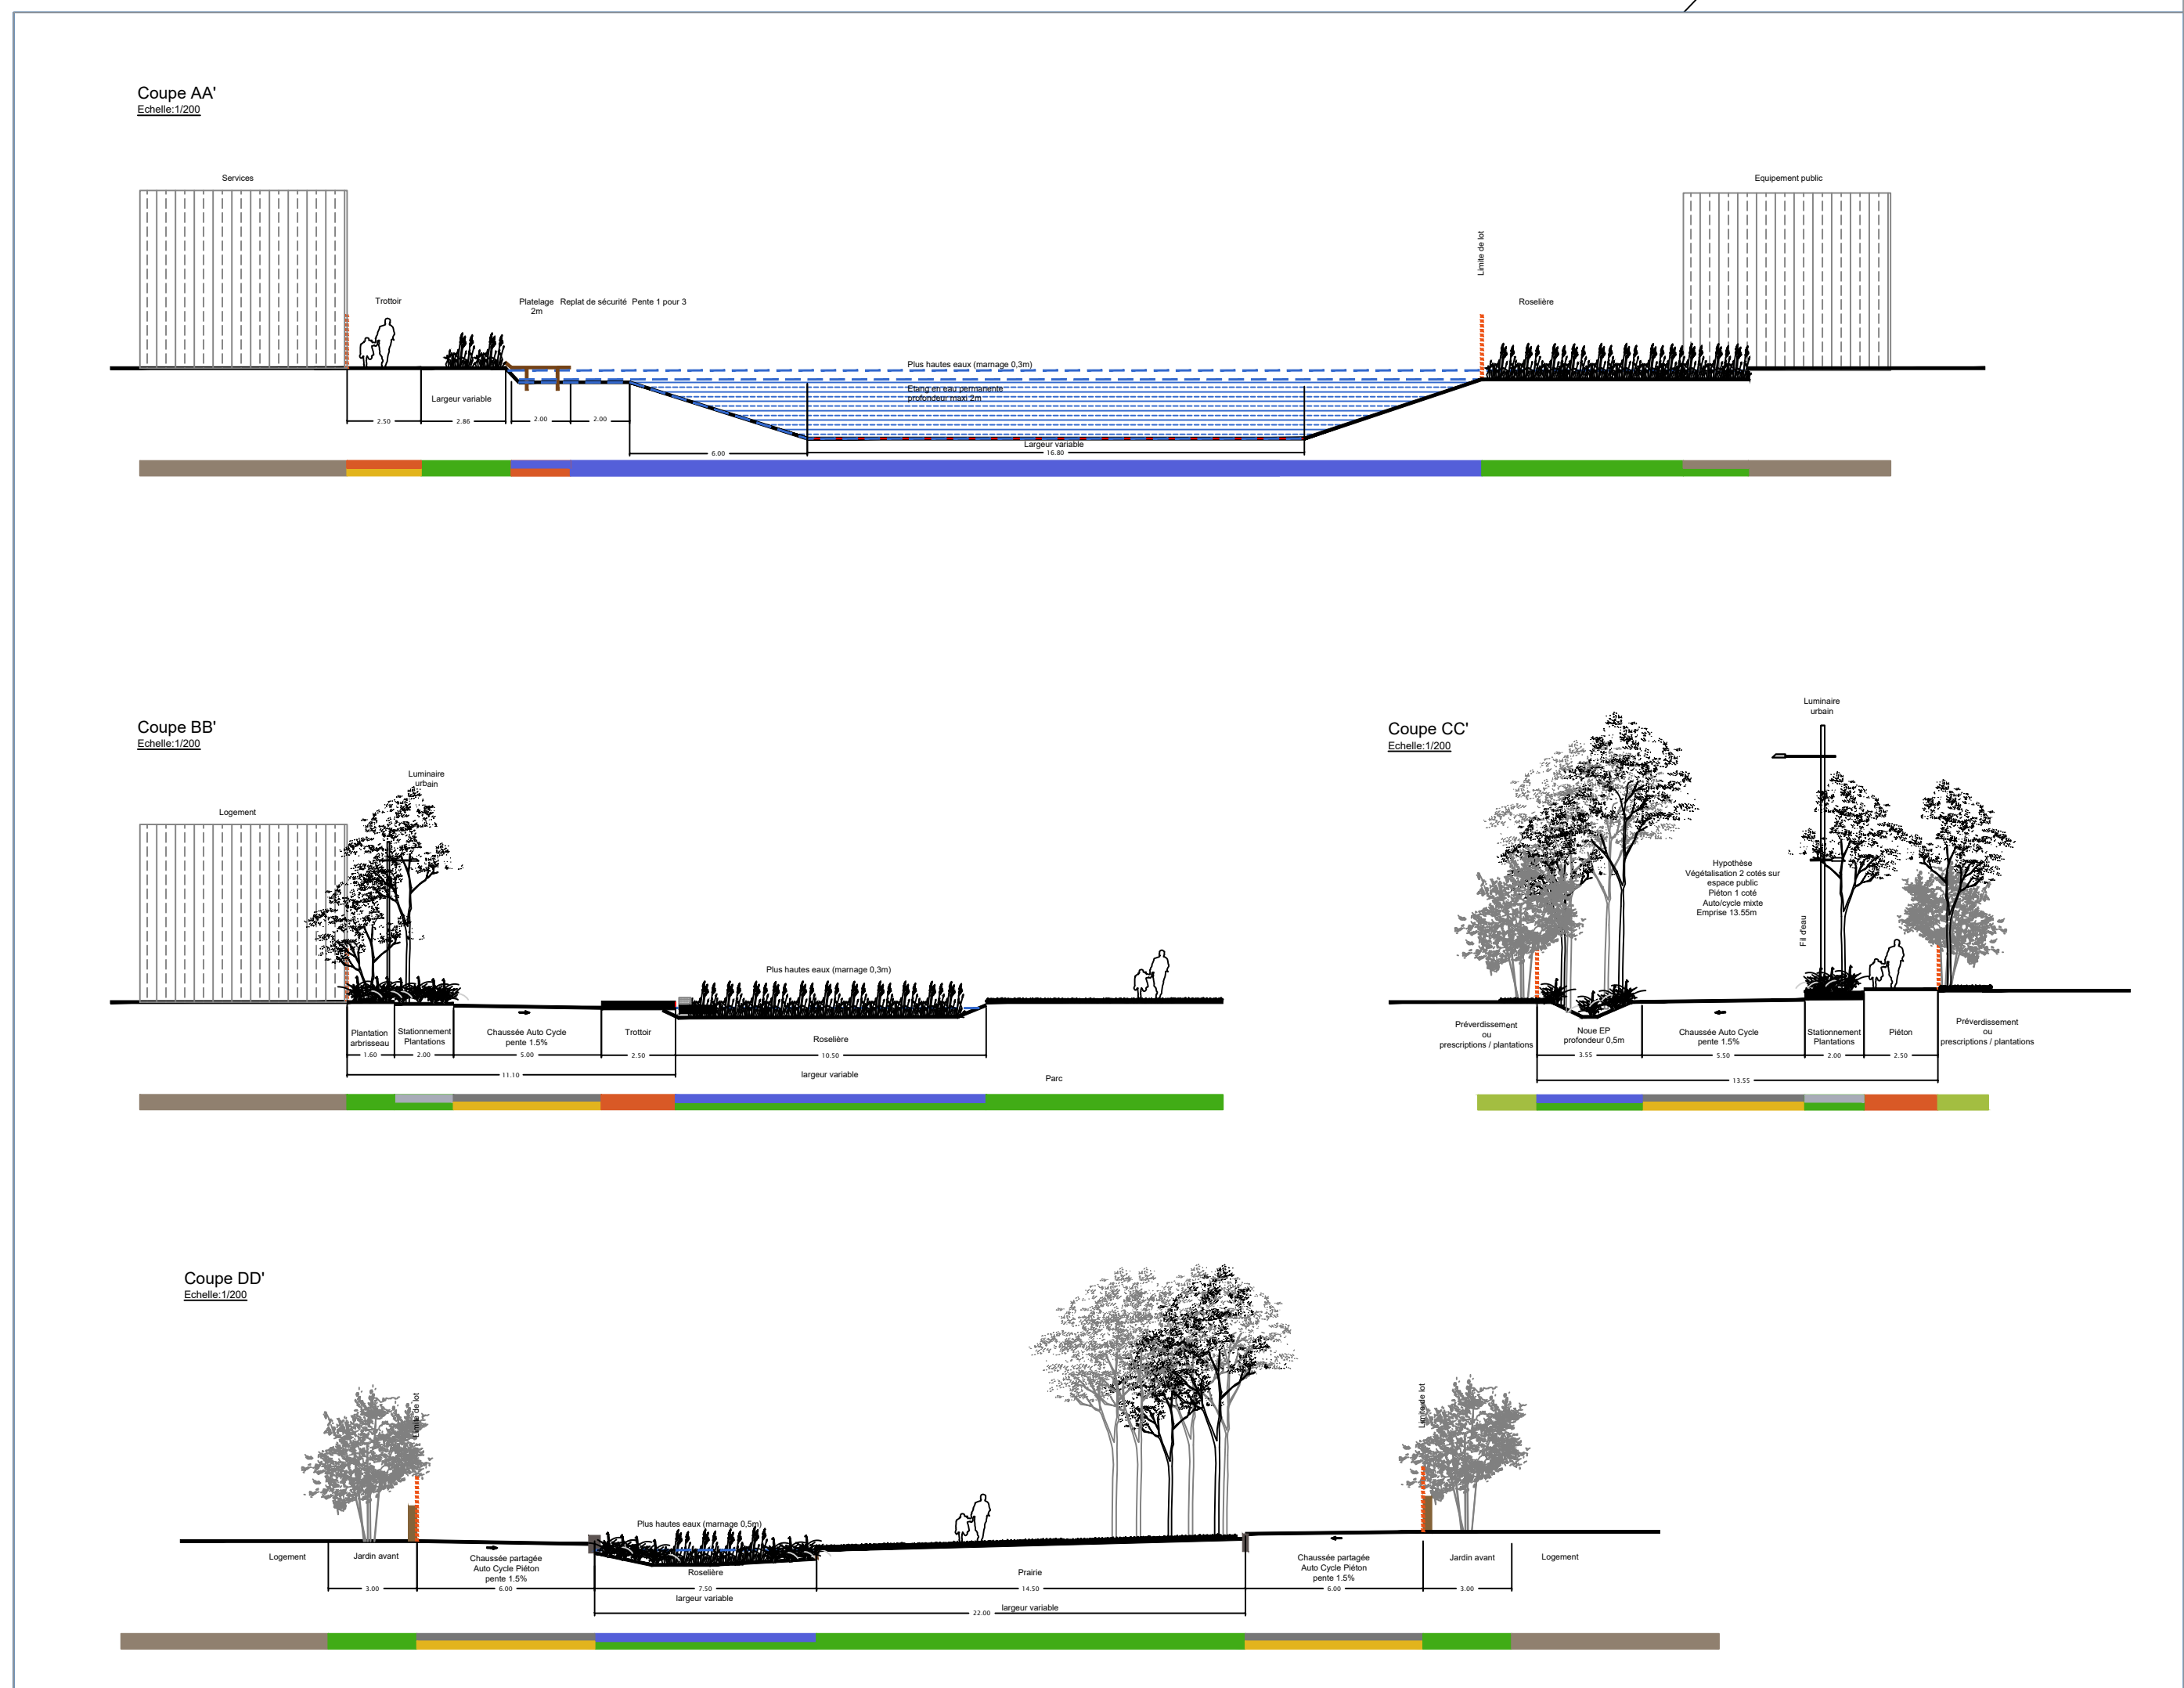 Coupe AA'
Echelle:1/200
Services
Equipement public
Limite de lot
Trottoir
Platelage
2m
Replat de sécurité
Pente 1 pour 3
Roselière
Plus hautes eaux (marnage 0,3m)
Etang en eau permanente
profondeur maxi 2m
Largeur variable
2.50
2.86
2.00
2.00
Largeur variable
6.00
16.80
Coupe BB'
Echelle:1/200
Luminaire
urbain
Logement
Plus hautes eaux (marnage 0,3m)
Plantation
arbrisseau
Stationnement
Plantations
Chaussée Auto Cycle
pente 1.5%
Trottoir
Roselière
1.60
2.00
5.00
2.50
10.50
11.10
largeur variable
Parc
Coupe CC'
Echelle:1/200
Luminaire
urbain
Hypothèse
Végétalisation 2 cotés sur
espace public
Piéton 1 coté
Auto/cycle mixte
Emprise 13.55m
Fil d'eau
Préverdissement
ou
prescriptions / plantations
Noue EP
profondeur 0,5m
Chaussée Auto Cycle
pente 1.5%
Stationnement
Plantations
Piéton
Préverdissement
ou
prescriptions / plantations
3.55
5.50
2.00
2.50
13.55
Coupe DD'
Echelle:1/200
Limite de lot
Limite de lot
Plus hautes eaux (marnage 0,5m)
Logement
Jardin avant
Chaussée partagée
Auto Cycle Piéton
pente 1.5%
Roselière
Prairie
Chaussée partagée
Auto Cycle Piéton
pente 1.5%
Jardin avant
Logement
3.00
6.00
7.50
14.50
6.00
3.00
largeur variable
22.00
largeur variable